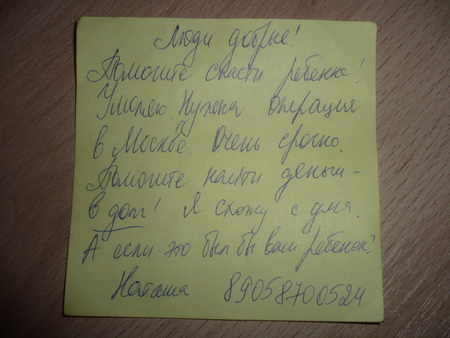 Люди добрые!
Помогите спасти ребенка!
Умоляю. Нужна операция
в Москве. Очень срочно.
Помогите найти деньги -
в долг! Я схожу с ума.
А если это был бы ваш ребенок?
Наташа 89058700524